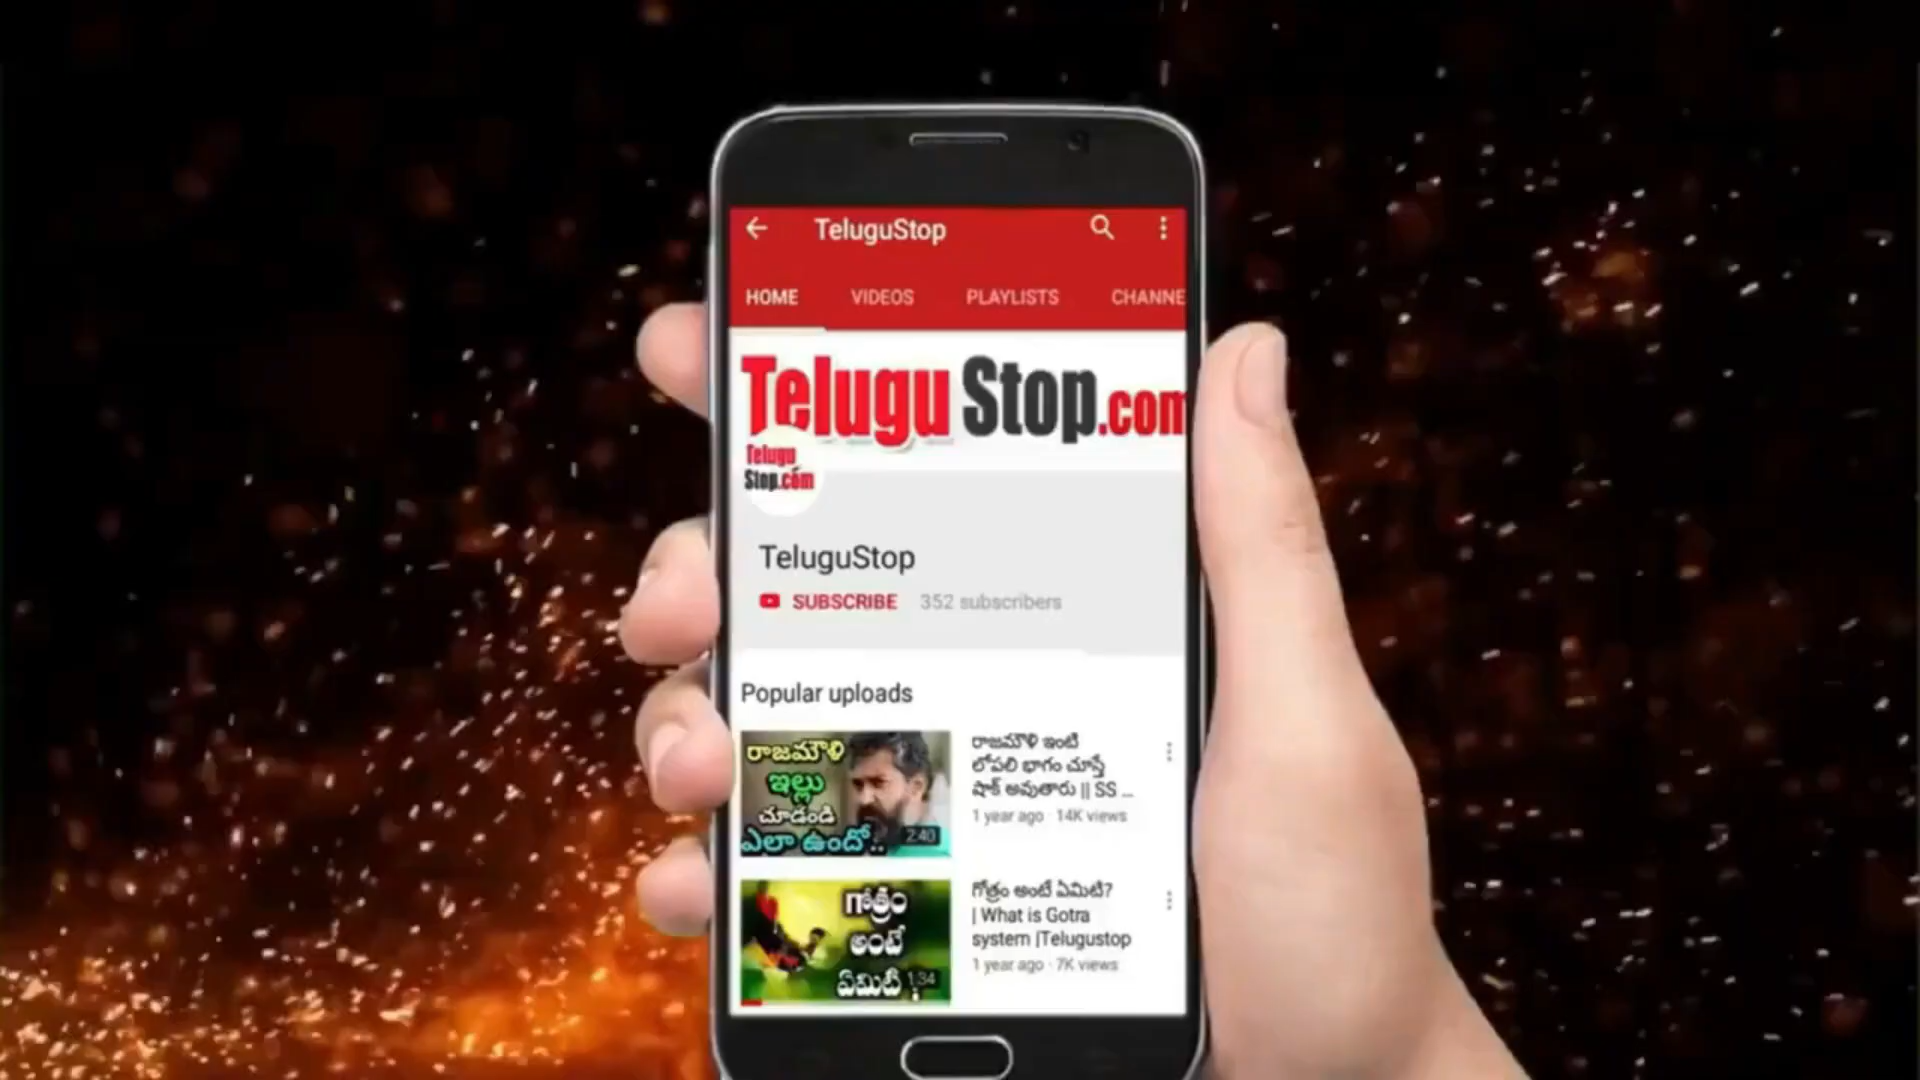 TeluguStop
HOME VIDEOS PLAYLISTS CHANNE
Telugu Stop.com
Telugu
Stop.com
TeluguStop
SUBSCRIBE 352 subscribers
Popular uploads
రాజమౌళి
ఇల్లు
చూడండి
ఎలా ఉందో..
2:40
రాజమౌళి ఇంటి
లోపలి భాగం చూస్తే
షాక్ అవుతారు || SS ...
1 year ago · 14K views
గోత్రం
అంటే
ఏమిటి ?
1:34
గోత్రం అంటే ఏమిటి?
| What is Gotra
system |Telugustop
1 year ago · 7K views